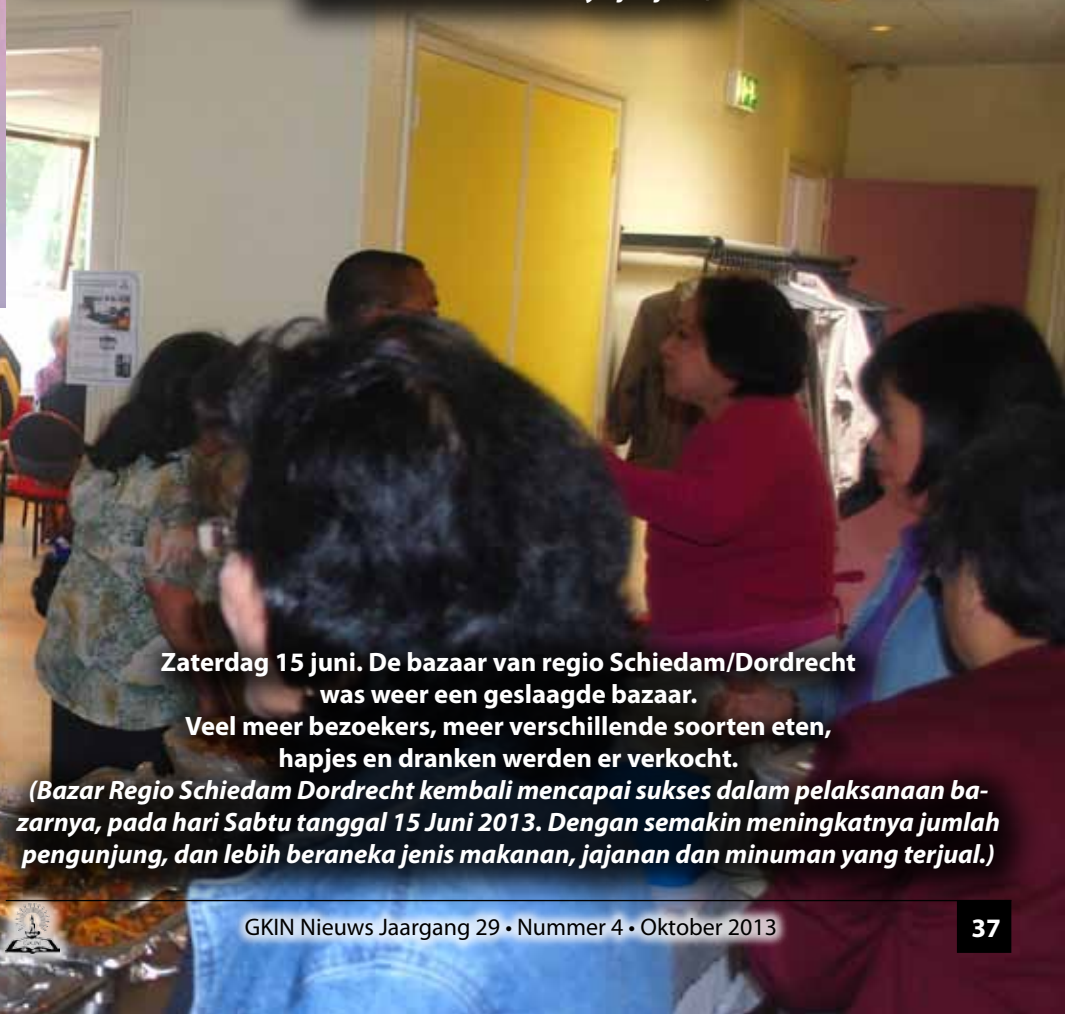 Zaterdag 15 juni. De bazaar van regio Schiedam/Dordrecht
was weer een geslaagde bazaar.
Veel meer bezoekers, meer verschillende soorten eten,
hapjes en dranken werden er verkocht.
(Bazar Regio Schiedam Dordrecht kembali mencapai sukses dalam pelaksanaan ba-
zarnya, pada hari Sabtu tanggal 15 Juni 2013. Dengan semakin meningkatnya jumlah
pengunjung, dan lebih beraneka jenis makanan, jajanan dan minuman yang terjual.)
GKIN Nieuws Jaargang 29 • Nummer 4 • Oktober 2013
37